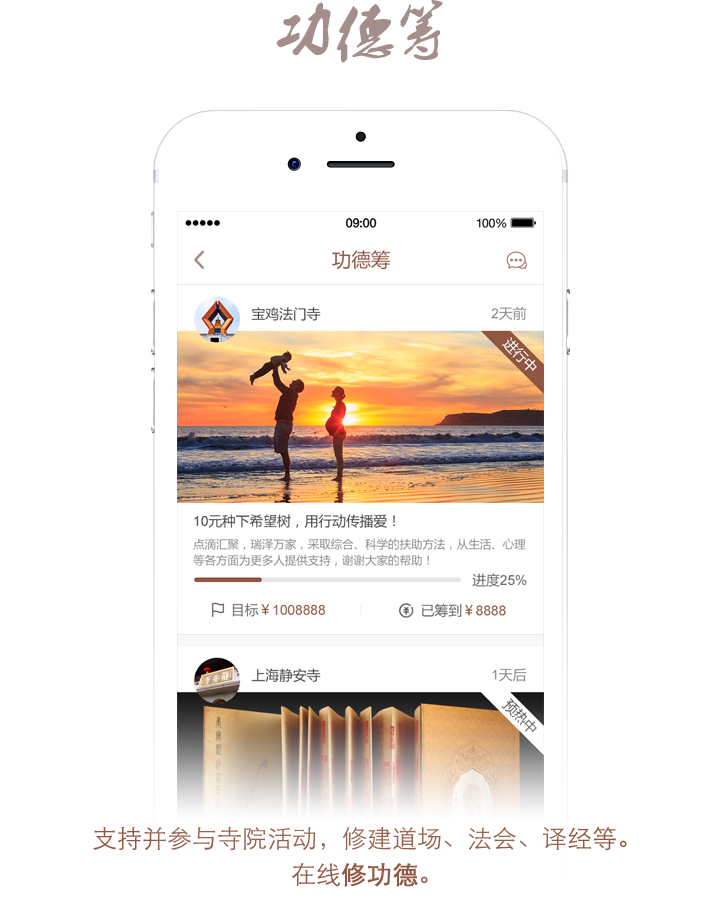 功德筹
09:00
100%
功德筹
宝鸡法门寺
2天前
进行中
10元种下希望树，用行动传播爱！
点滴汇聚，瑞泽万家，采取综合、科学的扶助方法，从生活、心理
等各方面为更多人提供支持，谢谢大家的帮助！
进度25%
目标￥1008888
已筹到￥8888
上海静安寺
1天后
预热中
支持并参与寺院活动，修建道场、法会、译经等。
在线修功德。